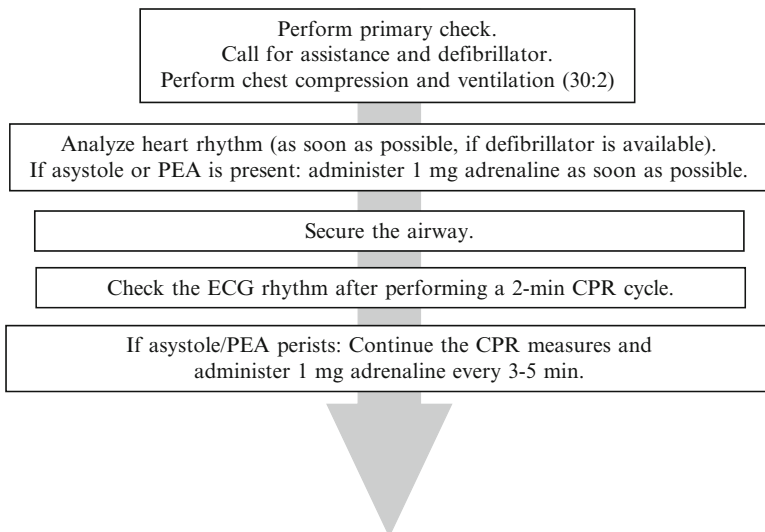 Perform primary check.
Call for assistance and defibrillator.
Perform chest compression and ventilation (30:2)
Analyze heart rhythm (as soon as possible, if defibrillator is available).
If asystole or PEA is present: administer 1 mg adrenaline as soon as possible.
Secure the airway.
Check the ECG rhythm after performing a 2-min CPR cycle.
If asystole/PEA perists: Continue the CPR measures and
administer 1 mg adrenaline every 3-5 min.